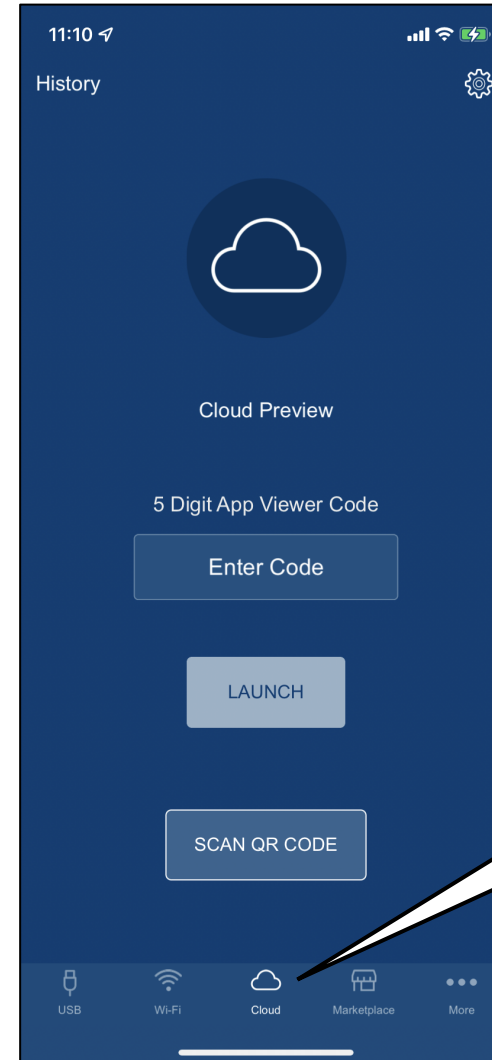 11:10
History
Cloud Preview
5 Digit App Viewer Code
Enter Code
LAUNCH
SCAN QR CODE
USB Wi-Fi Cloud Marketplace More